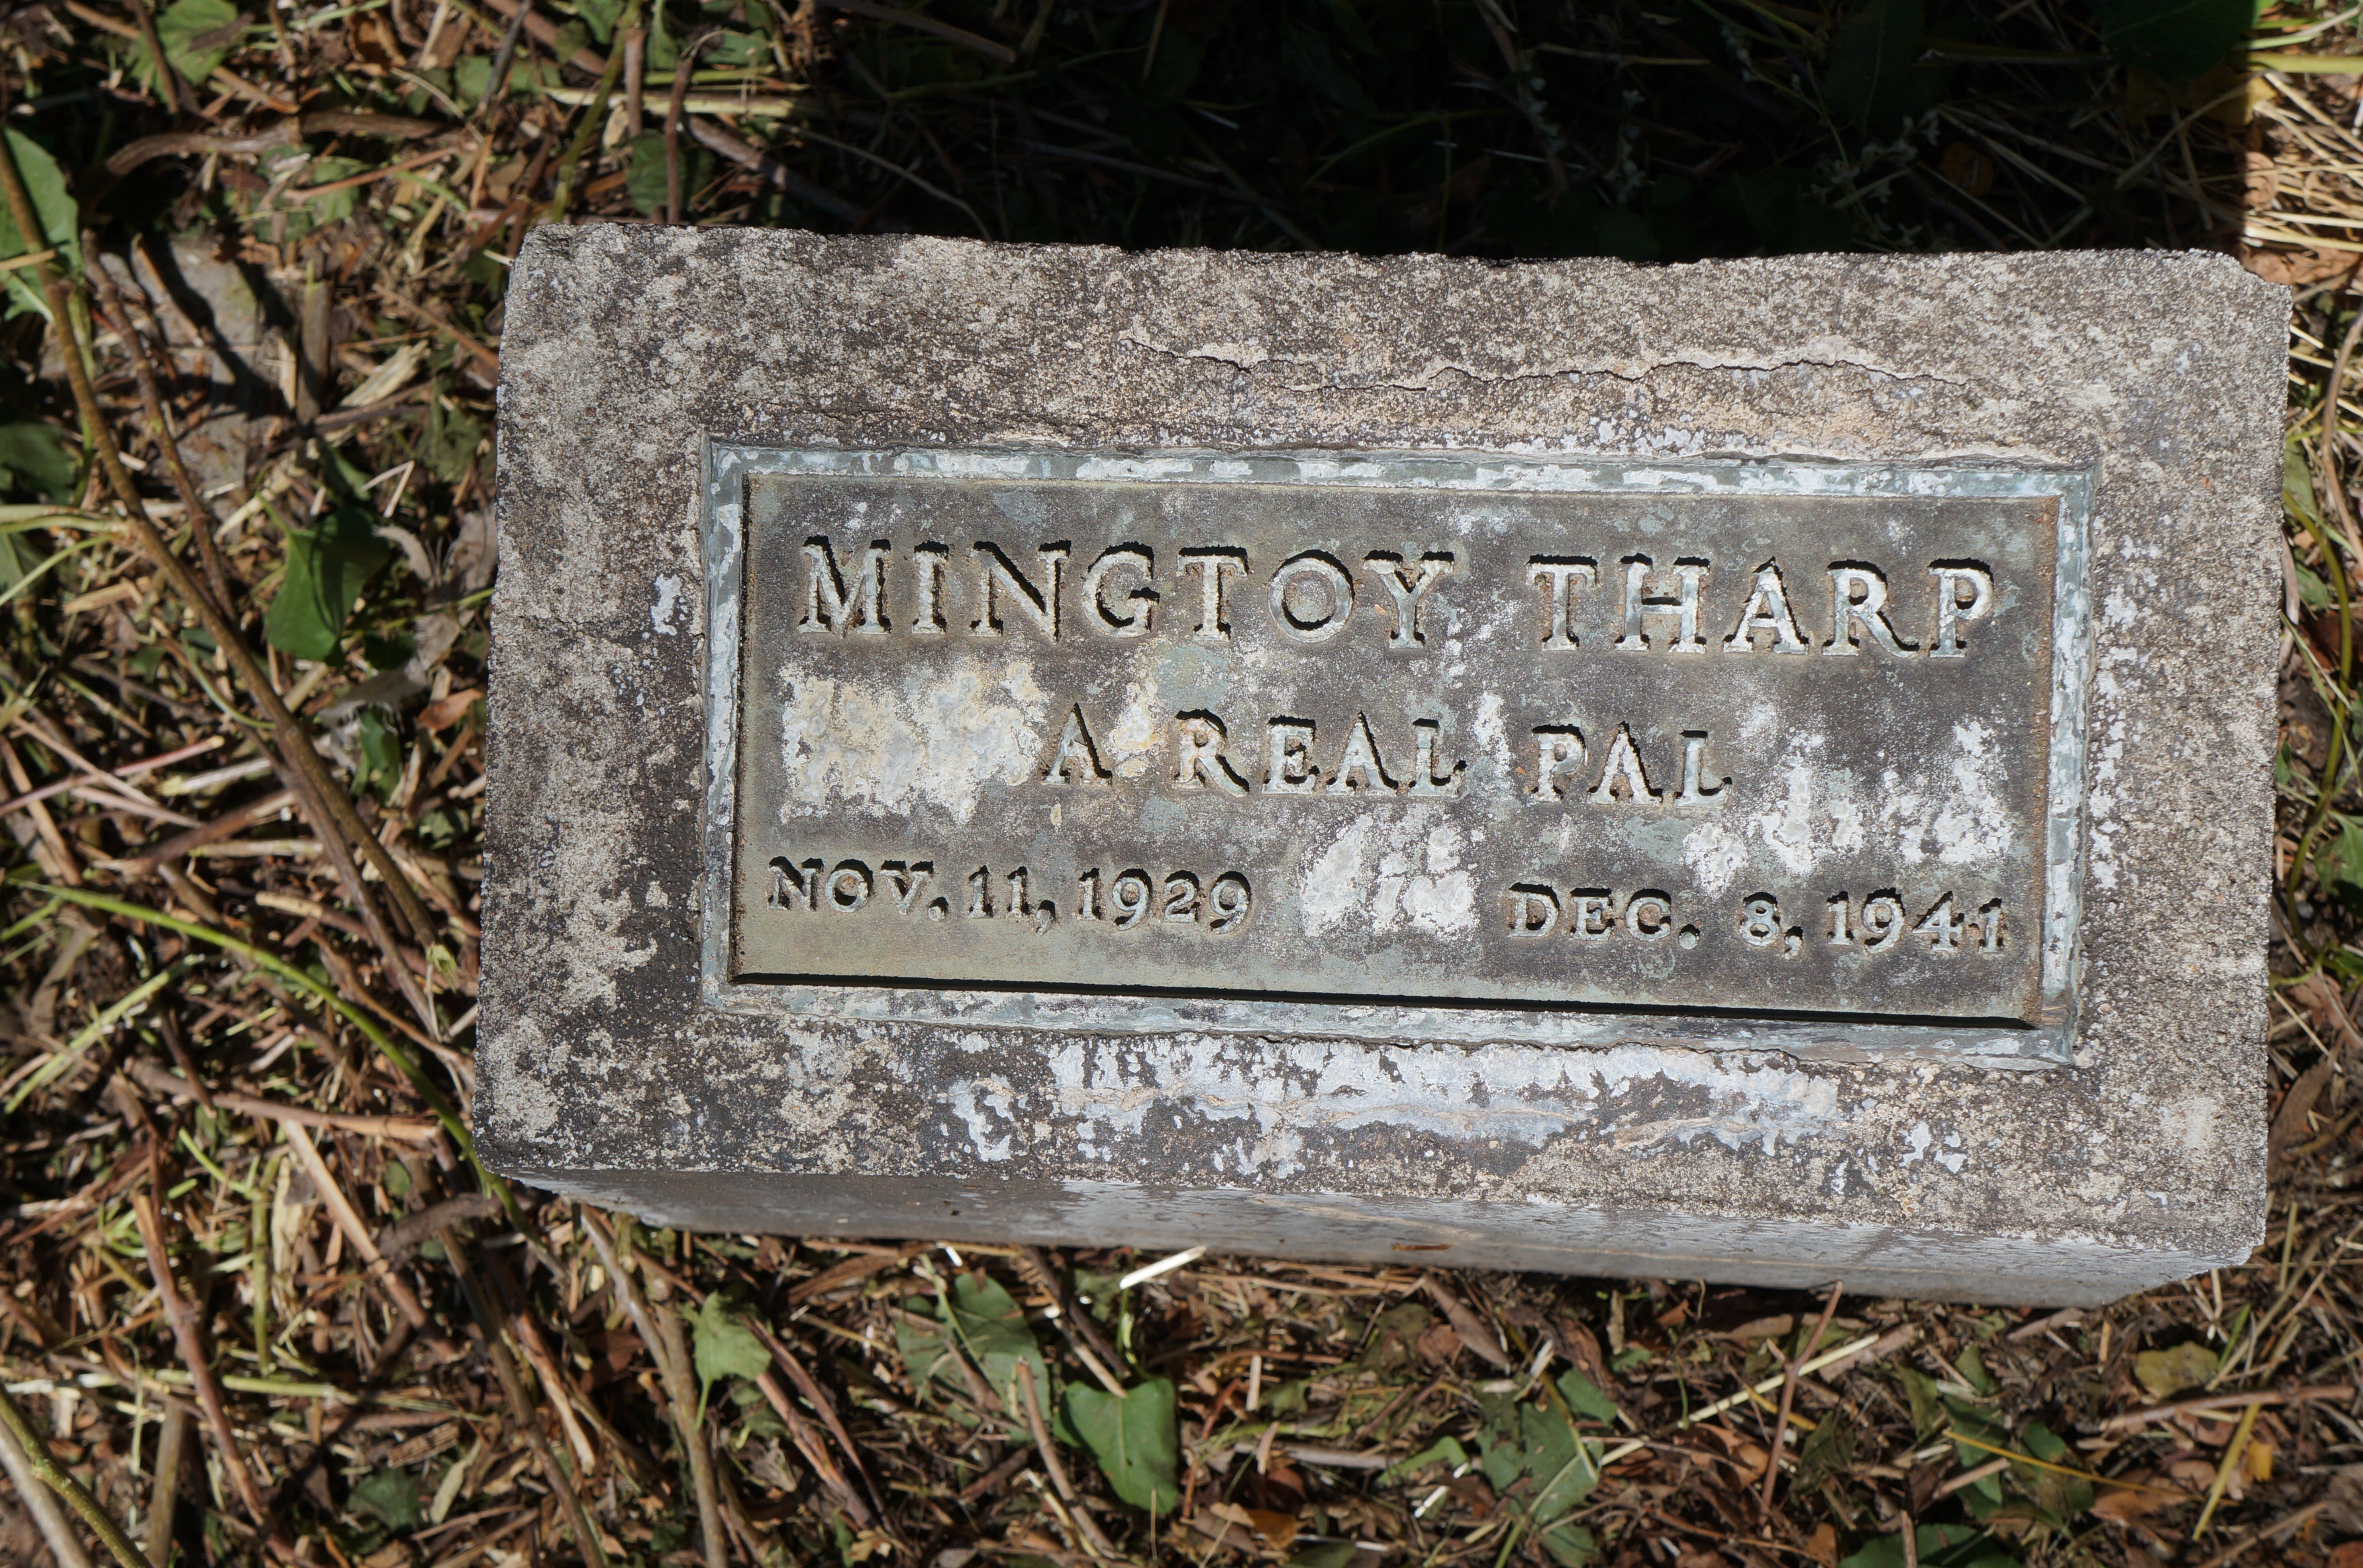 MINGTOY THARP
A REAL PAL
NOV. 11, 1929 DEC. 8, 1941